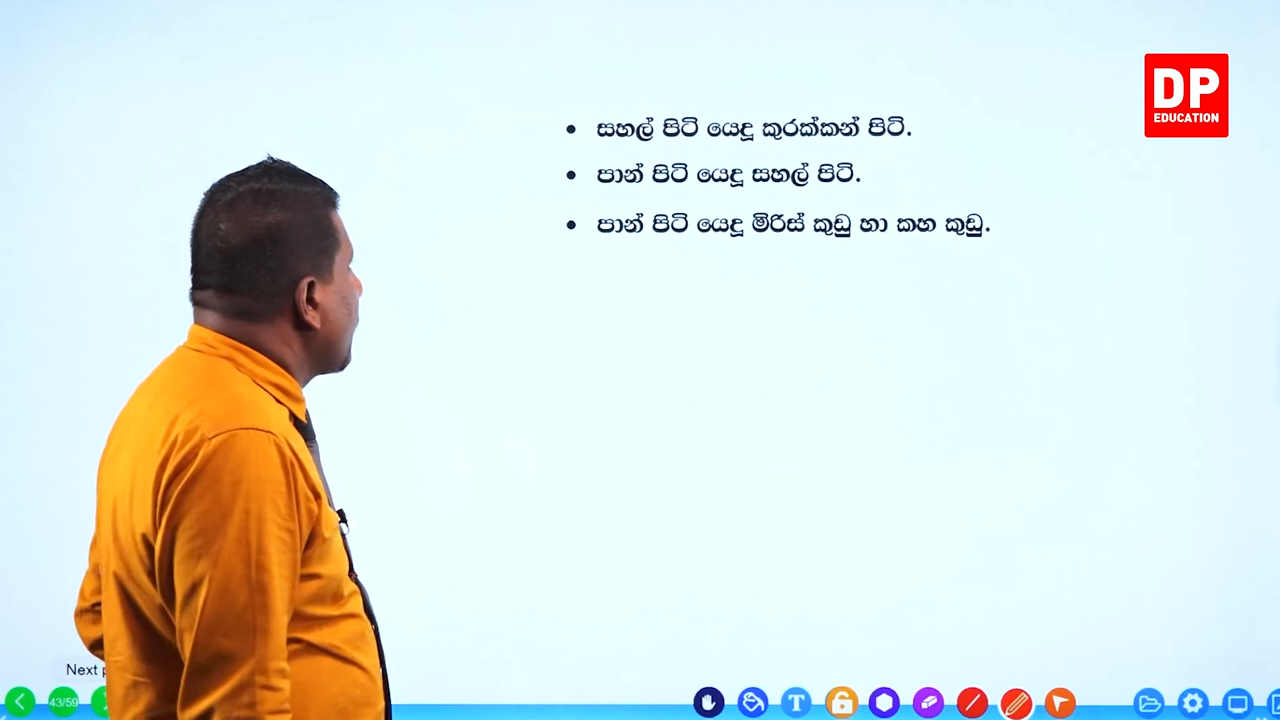 DP
EDUCATION
• සහල් පිටි යෙදූ කුරක්කන් පිටි.
• පාන් පිටි යෙදූ සහල් පිටි.
• පාන් පිටි යෙදූ මිරිස් කුඩු හා කහ කුඩු.
Next
43/59
T